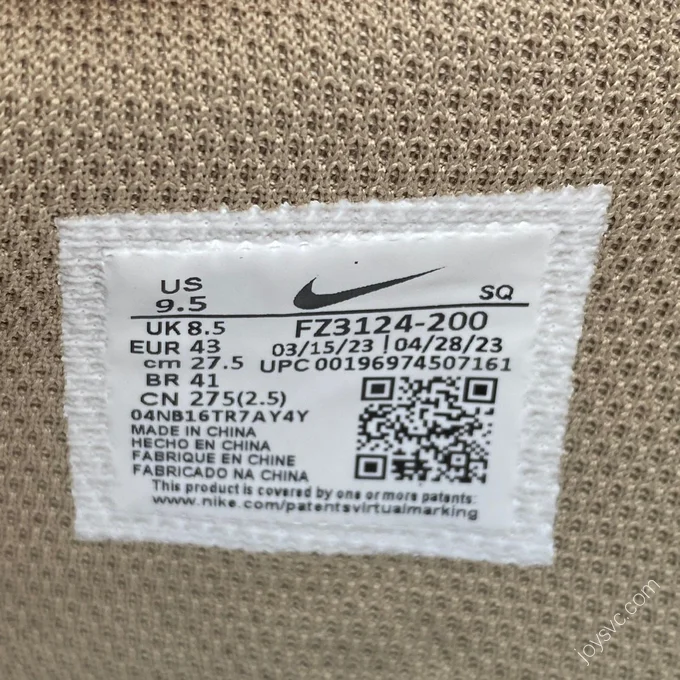 US
9.5
SQ
UK 8.5
FZ3124-200
EUR 43
03/15/23 | 04/28/23
cm 27.5
UPC 00196974507161
BR 41
CN 275(2.5)
04NB16TR7AY4Y
MADE IN CHINA
HECHO EN CHINA
FABRIQUE EN CHINE
FABRICADO NA CHINA
This product is covered by one or more patents:
www.nike.com/patentsvirtualmarking
joysvc.com